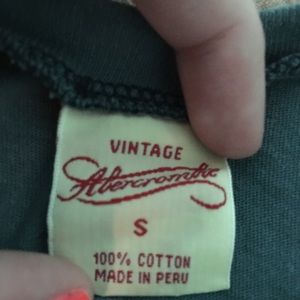 VINTAGE
Abercrombie
S
100% COTTON
MADE IN PERU